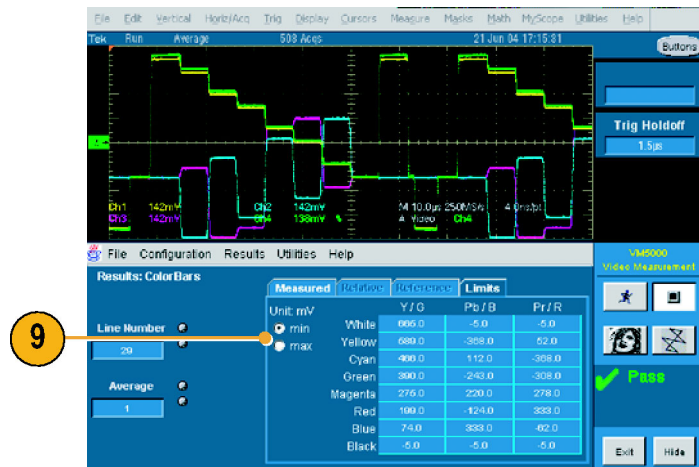 File Edit Vertical Horiz/Acq Trig Display Cursors Measure Masks Math MyScope Utilities Help
Tek Run Average 508 Acqs 21 Jun 04 17:15:31
Buttons
Trig Holdoff
1.5µs
Ch1 142mV Ch2 142mV M 10.0µs 250MS/s 4.0ns/pt
Ch3 142mV Ch4 138mV A Video Ch4
File Configuration Results Utilities Help
VM5000
Video Measurement
Results: ColorBars
Measured Relative Reference Limits
Unit: mV Y/G Pb/B Pr/R
9
Line Number
29
Average
1
min
max
White 665.0 -5.0 -5.0
Yellow 589.0 -368.0 52.0
Cyan 466.0 112.0 -368.0
Green 390.0 -243.0 -308.0
Magenta 275.0 220.0 278.0
Red 199.0 -124.0 333.0
Blue 74.0 333.0 -62.0
Black -5.0 -5.0 -5.0
Pass
Exit Hide